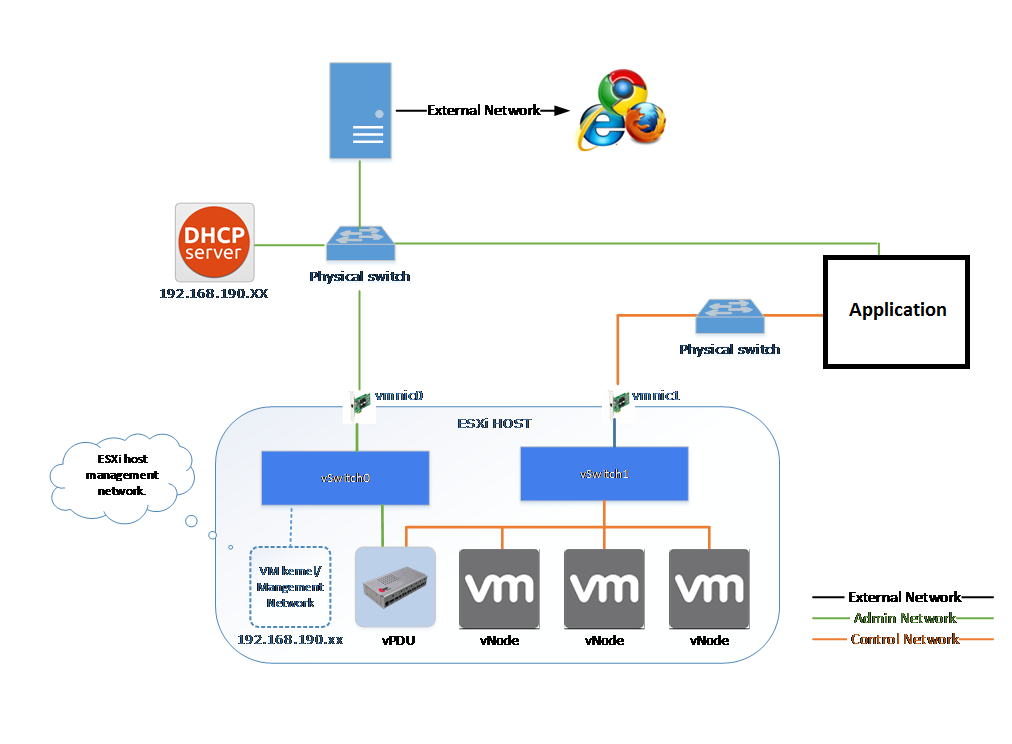 External Network
DHCP
server
192.168.190.XX
Physical switch
Application
Physical switch
vmnic0
vmnic1
ESXi HOST
ESXi host
management
network.
vSwitch0
vSwitch1
VM kernel/
Mangement
Network
192.168.190.xx
vPDU
vm
vNode
vm
vNode
vm
vNode
External Network
Admin Network
Control Network